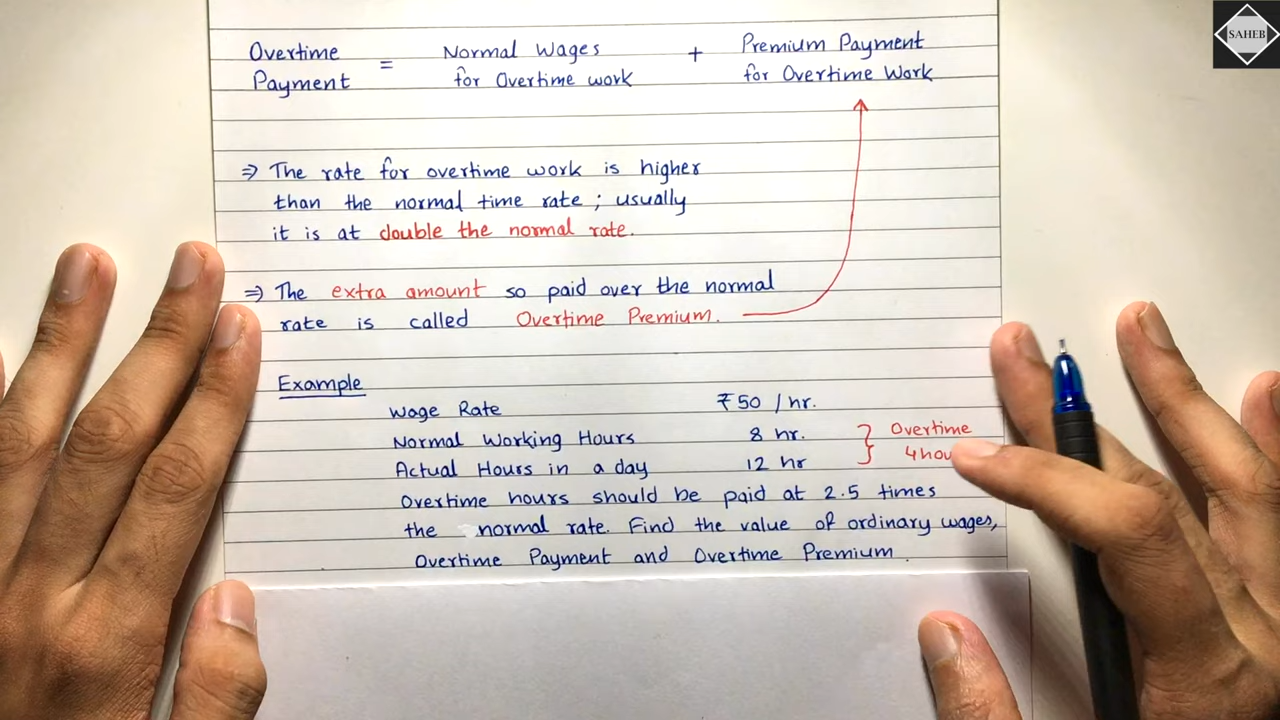 SAHEB
Overtime Payment = Normal Wages for Overtime work + Premium Payment for Overtime Work
⇒ The rate for overtime work is higher
than the normal time rate ; usually
it is at double the normal rate.
⇒ The extra amount so paid over the normal
rate is called Overtime Premium.
Example
Wage Rate ₹50 / hr.
Normal Working Hours 8 hr. } Overtime
Actual Hours in a day 12 hr 4
Overtime hours should be paid at 2.5 times
the normal rate. Find the value of ordinary wages,
Overtime Payment and Overtime Premium.